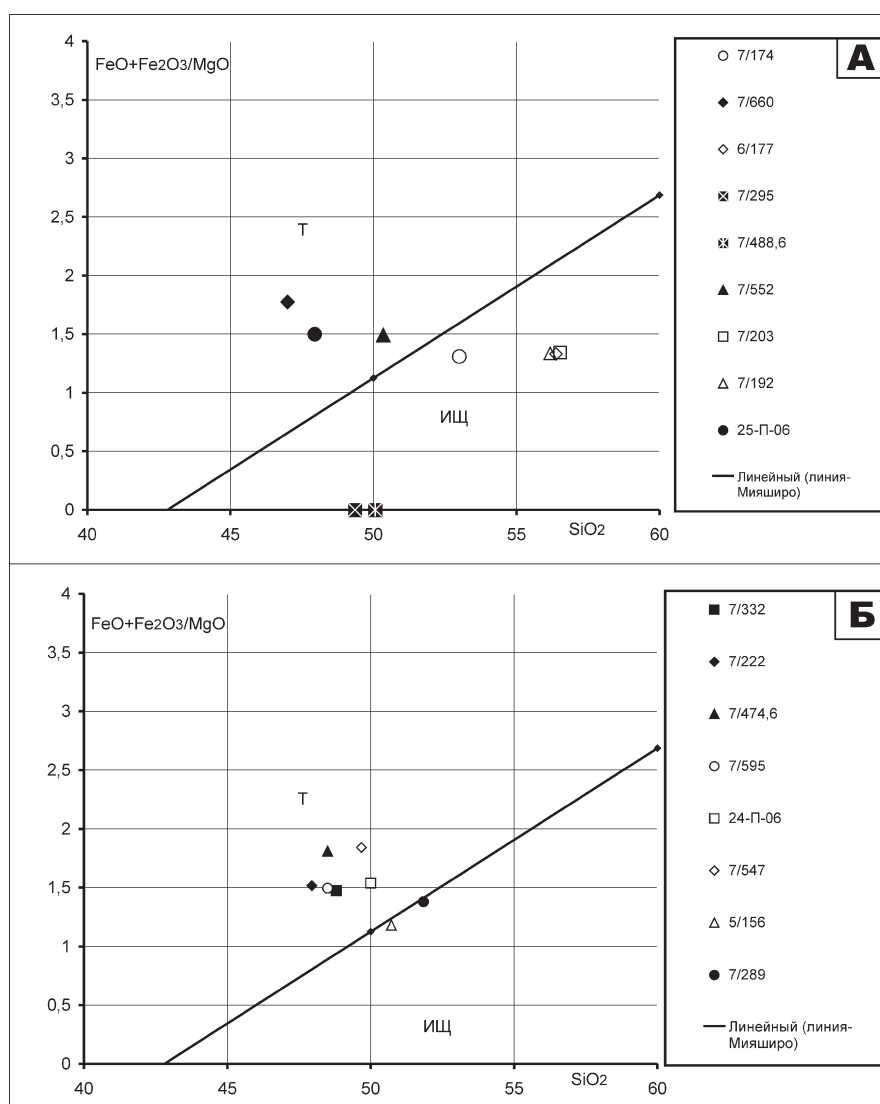 4
FeO+Fe2O3/MgO
3,5
3
2,5
Т
2
1,5
1
ИЩ
0,5
0
40
45
50
55
SiO2
60
А
7/174
7/660
6/177
7/295
7/488,6
7/552
7/203
7/192
25-П-06
Линейный (линия-
Мияширо)
4
FeO+Fe2O3/MgO
3,5
3
2,5
Т
2
1,5
1
0,5
ИЩ
0
40
45
50
55
SiO2
60
Б
7/332
7/222
7/474,6
7/595
24-П-06
7/547
5/156
7/289
Линейный (линия-
Мияширо)